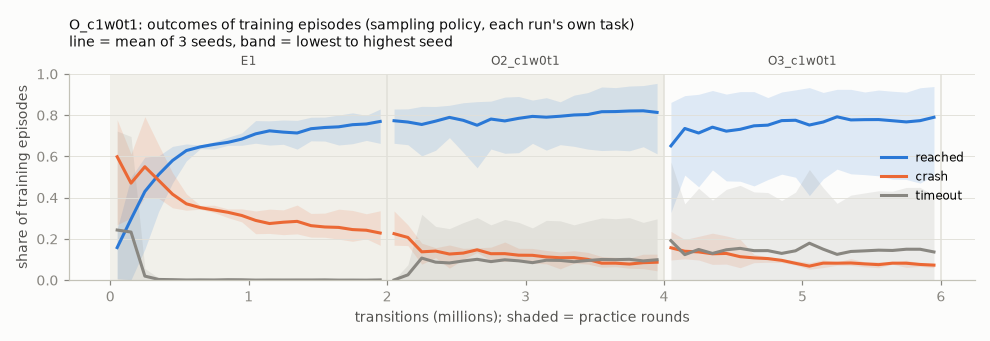 O_c1w0t1: outcomes of training episodes (sampling policy, each run's own task)
line = mean of 3 seeds, band = lowest to highest seed
E1 O2_c1w0t1 O3_c1w0t1
share of training episodes
1.0
0.8
0.6
0.4
0.2
0.0
reached
crash
timeout
0 1 2 3 4 5 6
transitions (millions); shaded = practice rounds